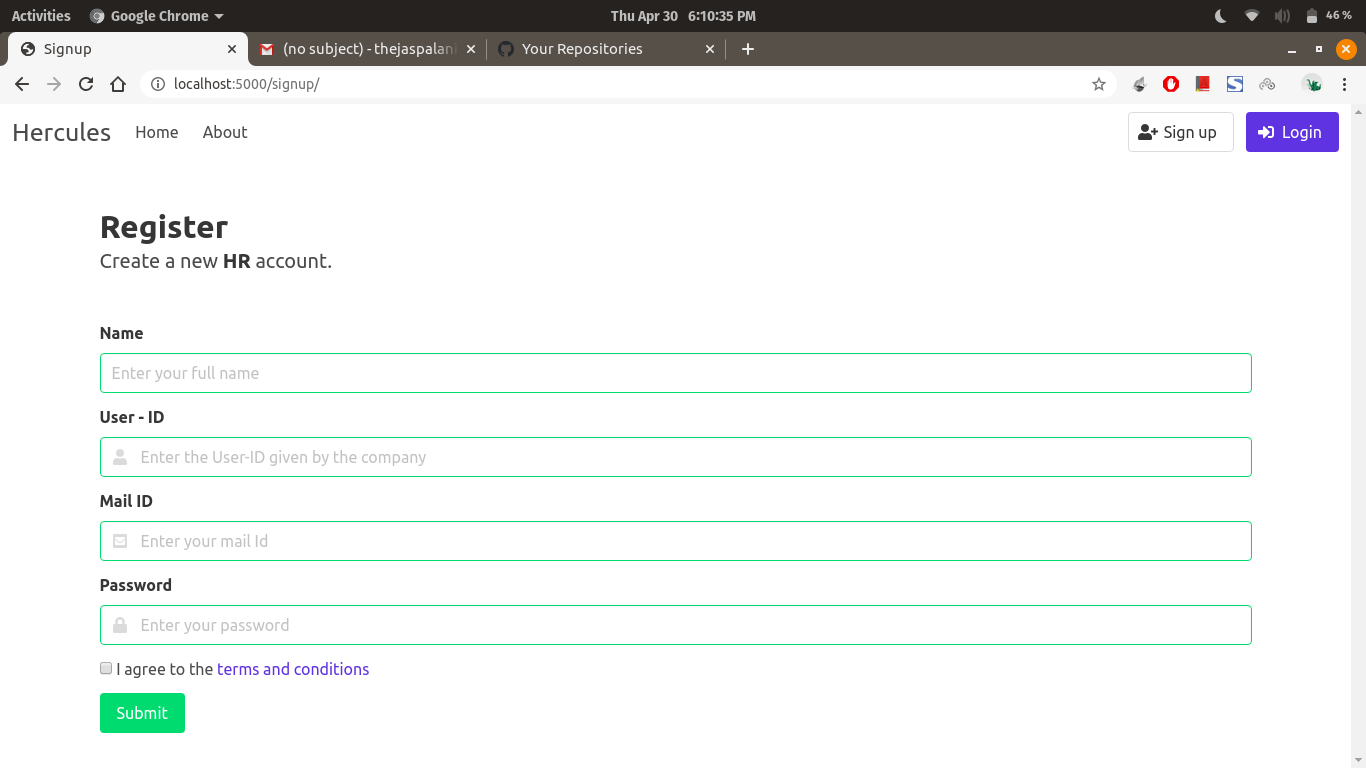 Activities Google Chrome Thu Apr 30 6:10:35 PM 46 %
Signup (no subject) - thejaspalani Your Repositories
localhost:5000/signup/
Hercules Home About Sign up Login
Register
Create a new HR account.
Name
Enter your full name
User - ID
Enter the User-ID given by the company
Mail ID
Enter your mail Id
Password
Enter your password
I agree to the terms and conditions
Submit